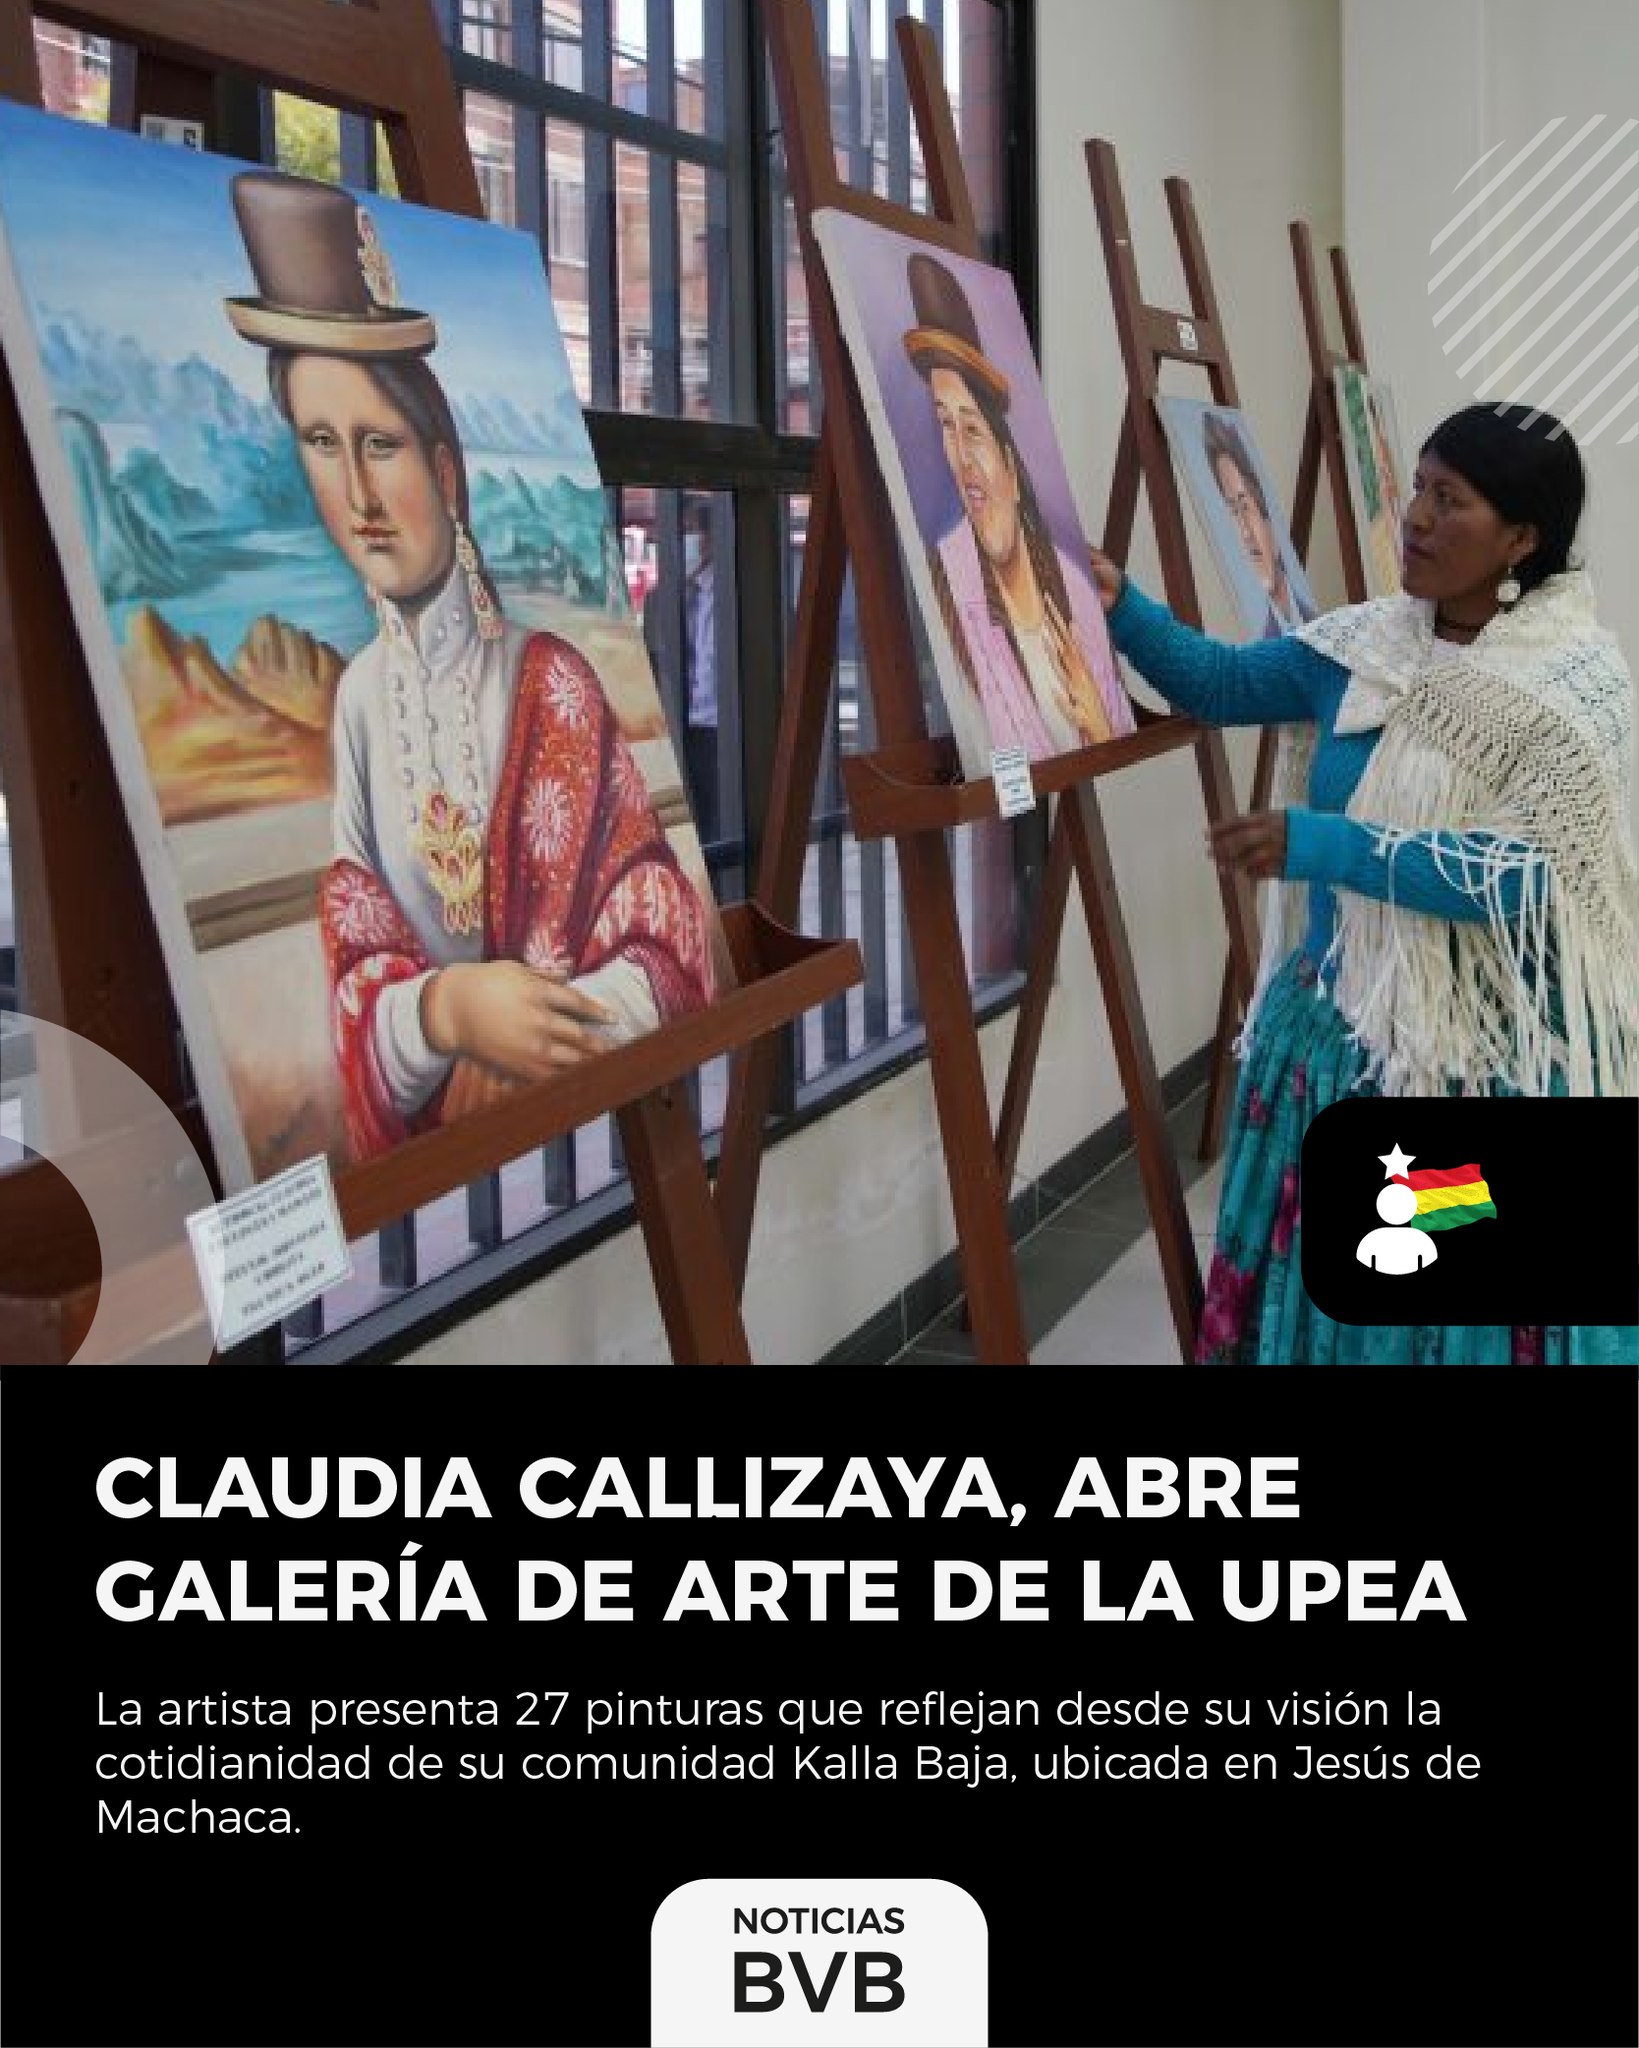 CLAUDIA CALLIZAYA, ABRE
GALERÍA DE ARTE DE LA UPEA
La artista presenta 27 pinturas que reflejan desde su visión la
cotidianidad de su comunidad Kalla Baja, ubicada en Jesús de
Machaca.
NOTICIAS
BVB